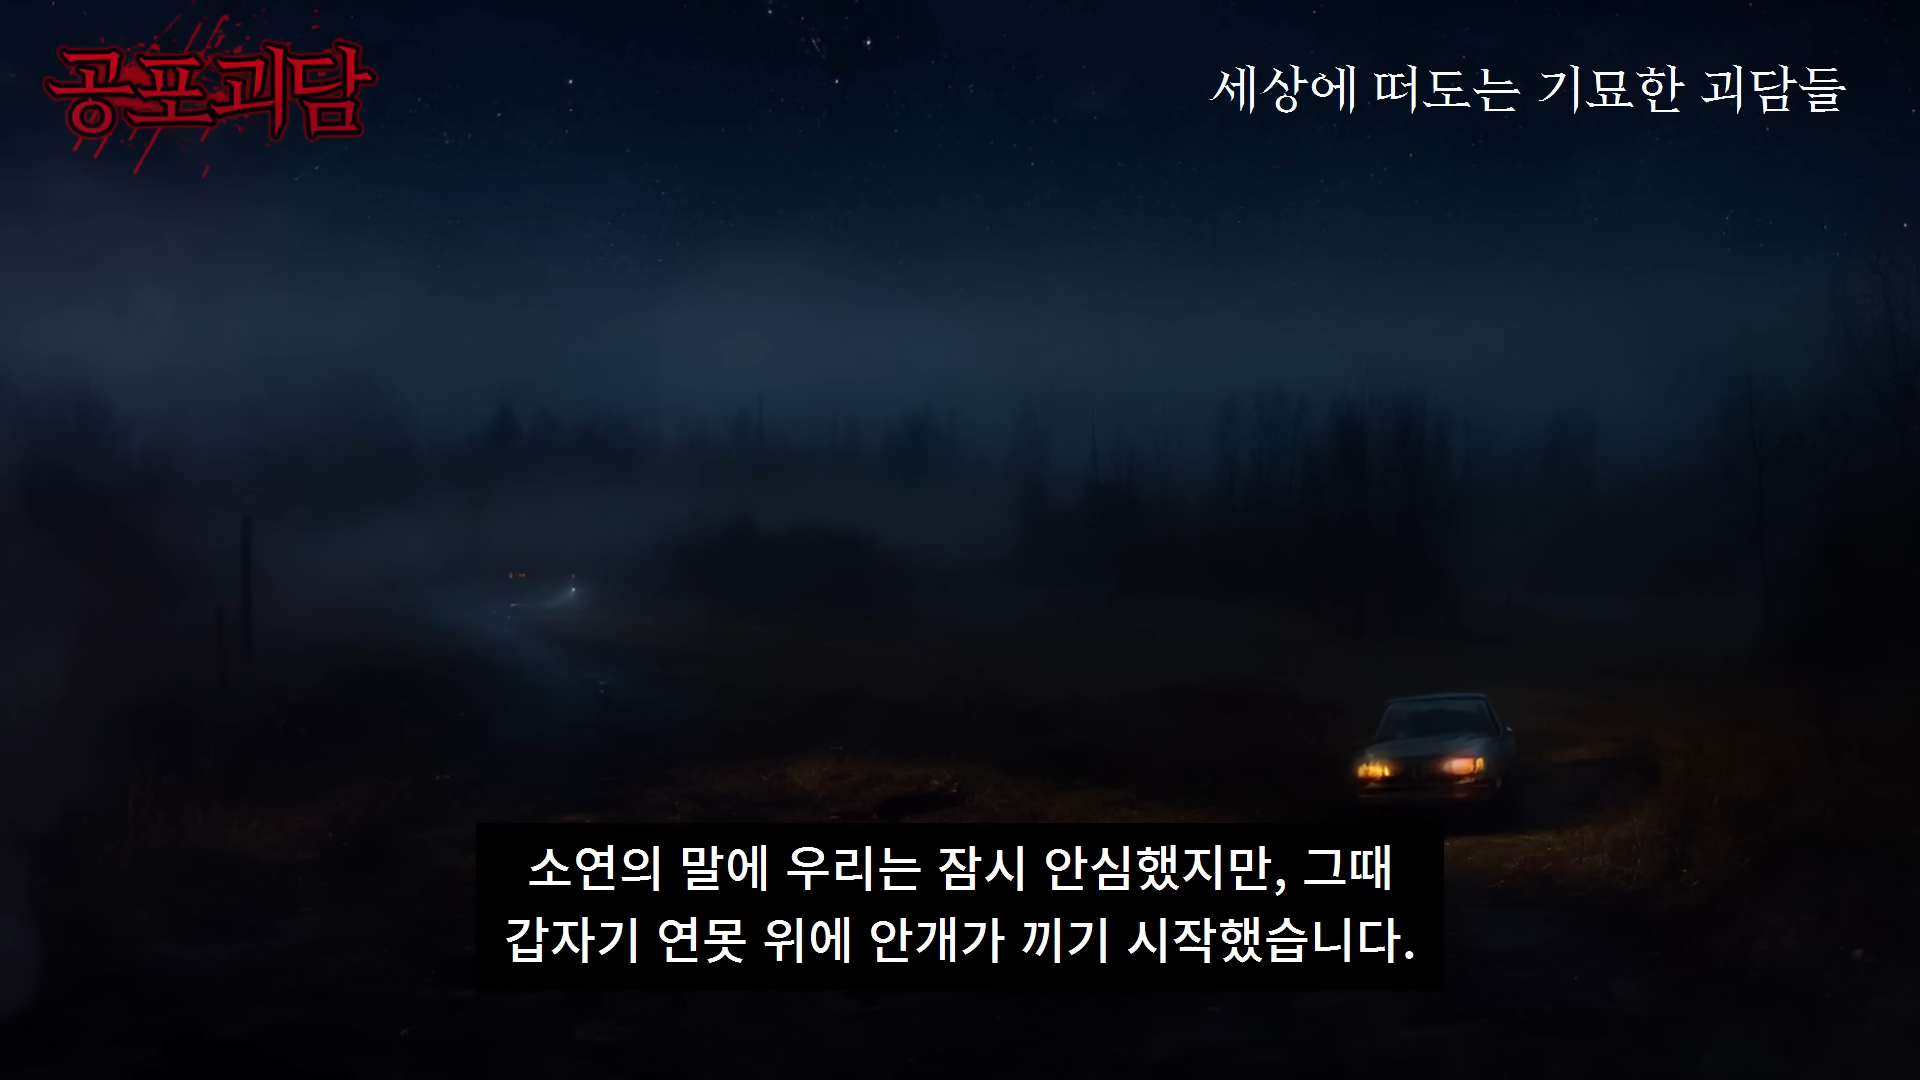 공포괴담
세상에 떠도는 기묘한 괴담들
소연의 말에 우리는 잠시 안심했지만, 그때
갑자기 연못 위에 안개가 끼기 시작했습니다.